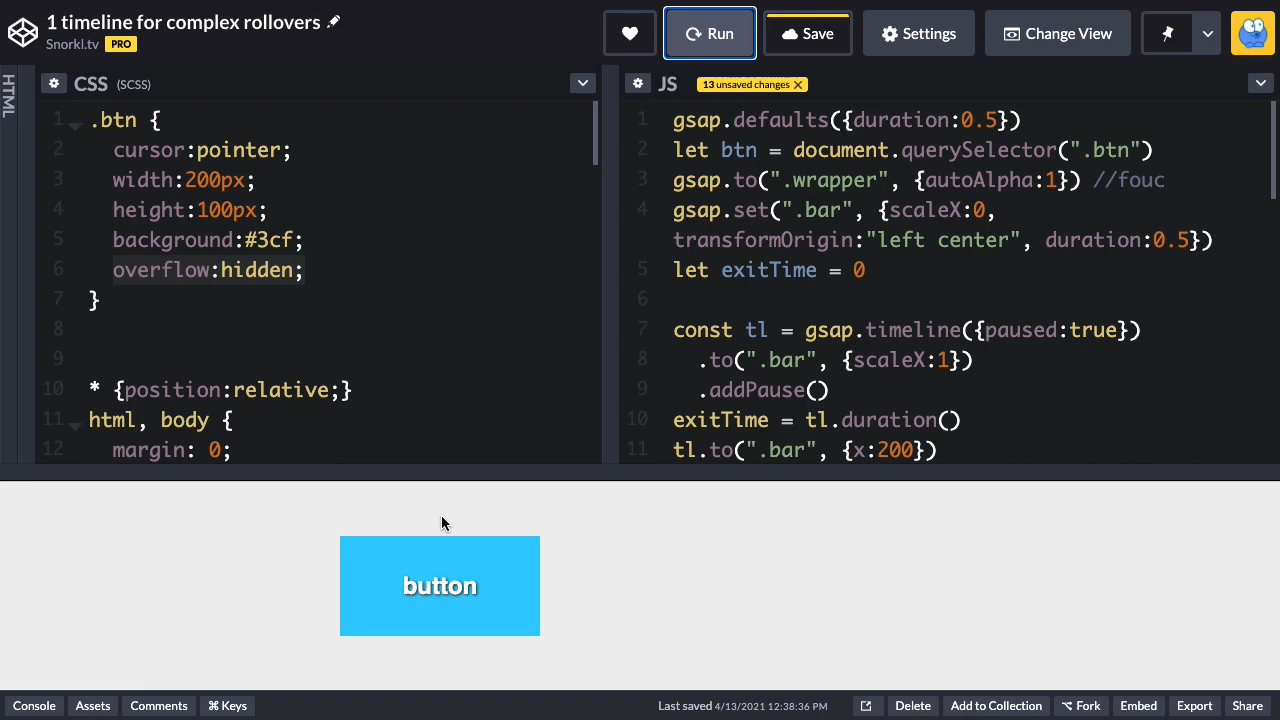 1 timeline for complex rollovers
Snorkl.tv PRO
Run
Save
Settings
Change View
HTML
CSS (SCSS)
1 .btn {
2 cursor:pointer;
3 width:200px;
4 height:100px;
5 background:#3cf;
6 overflow:hidden;
7 }
8
9
10 * {position:relative;}
11 html, body {
12 margin: 0;
JS 13 unsaved changes X
1 gsap.defaults({duration:0.5})
2 let btn = document.querySelector(".btn")
3 gsap.to(".wrapper", {autoAlpha:1}) //fouc
4 gsap.set(".bar", {scaleX:0,
transformOrigin:"left center", duration:0.5})
5 let exitTime = 0
6
7 const tl = gsap.timeline({paused:true})
8 .to(".bar", {scaleX:1})
9 .addPause()
10 exitTime = tl.duration()
11 tl.to(".bar", {x:200})
button
Console
Assets
Comments
⌘ Keys
Last saved 4/13/2021 12:38:36 PM
Delete
Add to Collection
⌥ Fork
Embed
Export
Share